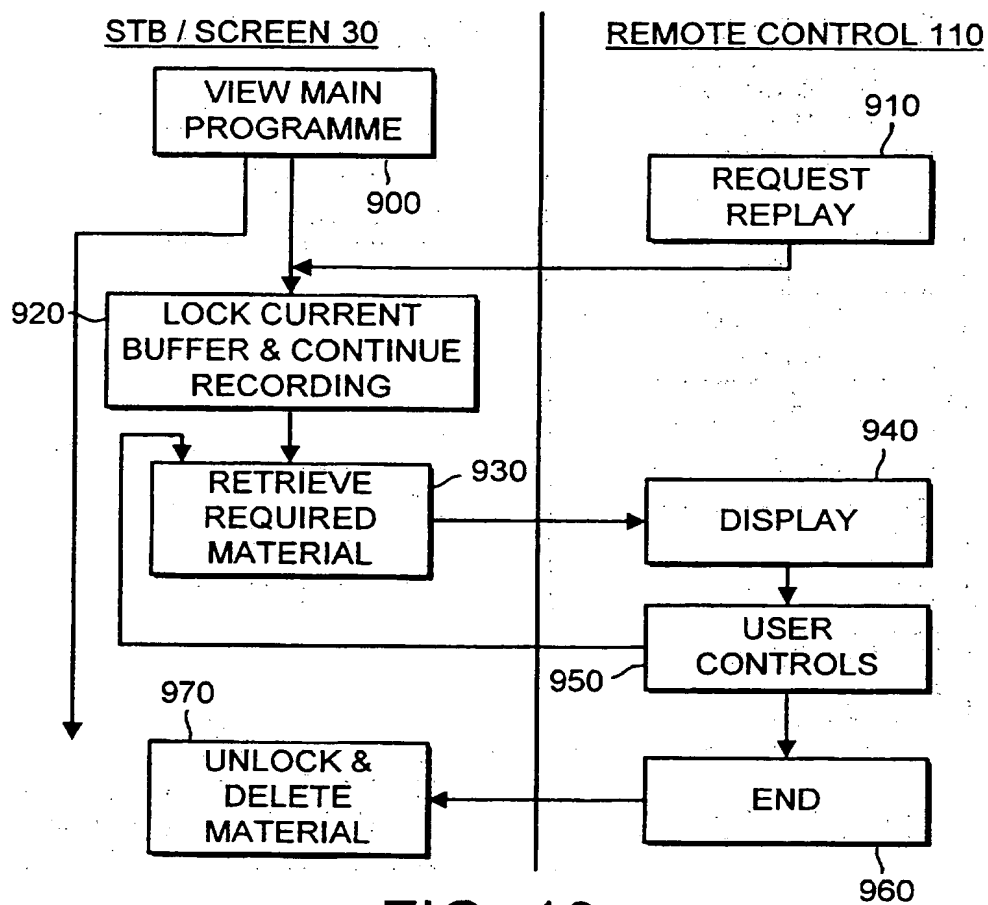 STB / SCREEN 30
REMOTE CONTROL 110
VIEW MAIN
PROGRAMME
900
910
REQUEST
REPLAY
920
LOCK CURRENT
BUFFER & CONTINUE
RECORDING
RETRIEVE
REQUIRED
MATERIAL
930
940
DISPLAY
USER
CONTROLS
950
970
UNLOCK &
DELETE
MATERIAL
END
960